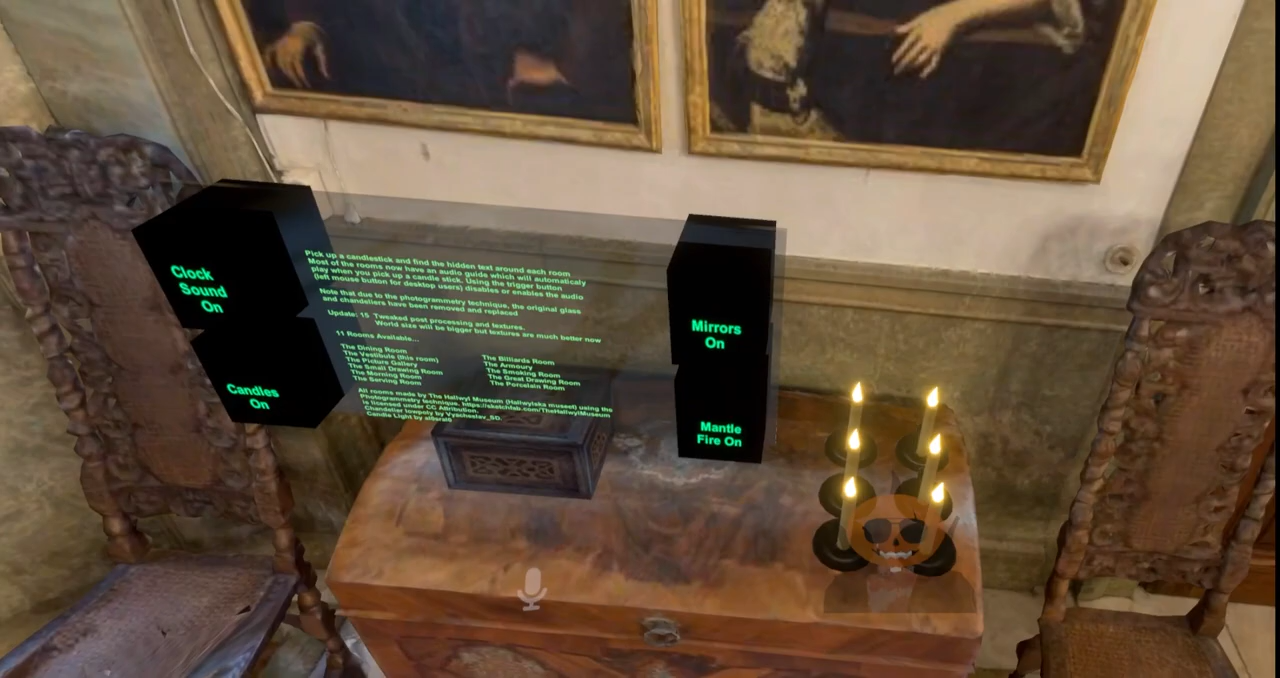 Clock
Sound
On
Candles
On
Pick up a candlestick and find the hidden text around each room
Most of the rooms now have an audio guide which will automaticaly
play when you pick up a candle stick. Using the trigger button
(left mouse button for desktop users) disables or enables the audio
Note that due to the photogrammetry technique, the original glass
and chandeliers have been removed and replaced
Update: 15 Tweaked post processing and textures.
World size will be bigger but textures are much better now
11 Rooms Available...
The Dining Room
The Vestibule (this room)
The Picture Gallery
The Small Drawing Room
The Morning Room
The Serving Room
The Billiards Room
The Armoury
The Smoking Room
The Great Drawing Room
The Porcelain Room
All rooms made by The Hallwyl Museum (Hallwylska museet) using the
Photogrammetry technique. https://sketchfab.com/TheHallwylMuseum
is licensed under CC Attribution.
Chandelier lowpoly by Vyacheslav_SD.
Candle Light by
Mirrors
On
Mantle
Fire On